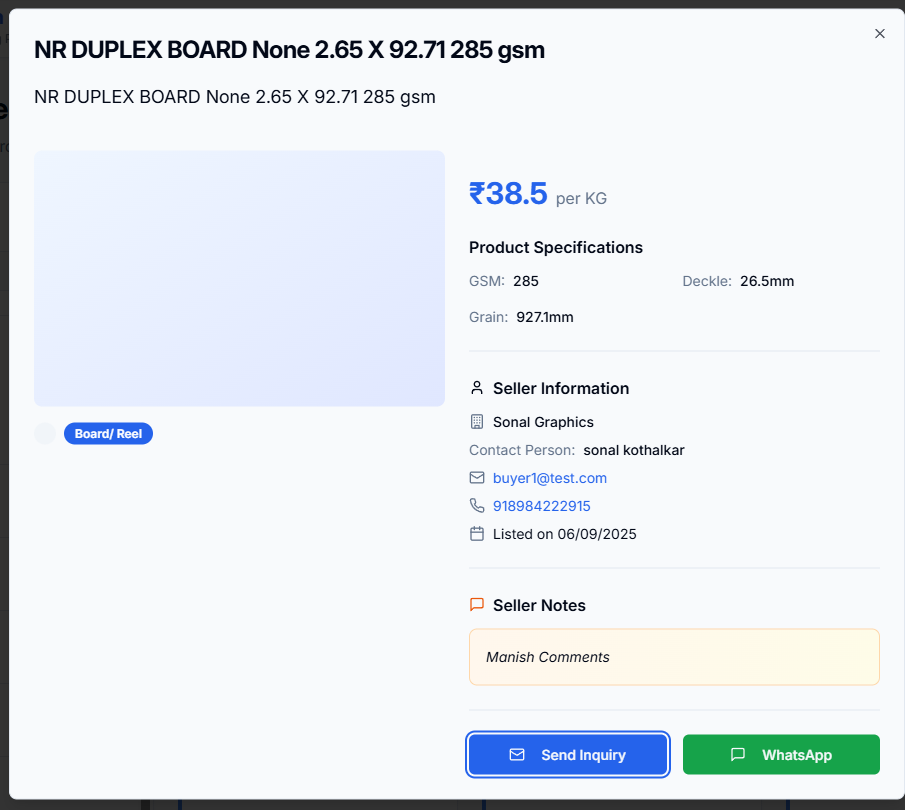 NR DUPLEX BOARD None 2.65 X 92.71 285 gsm
NR DUPLEX BOARD None 2.65 X 92.71 285 gsm
₹38.5 per KG
Product Specifications
GSM: 285 Deckle: 26.5mm
Grain: 927.1mm
Board/ Reel
Seller Information
Sonal Graphics
Contact Person: sonal kothalkar
buyer1@test.com
918984222915
Listed on 06/09/2025
Seller Notes
Manish Comments
Send Inquiry WhatsApp